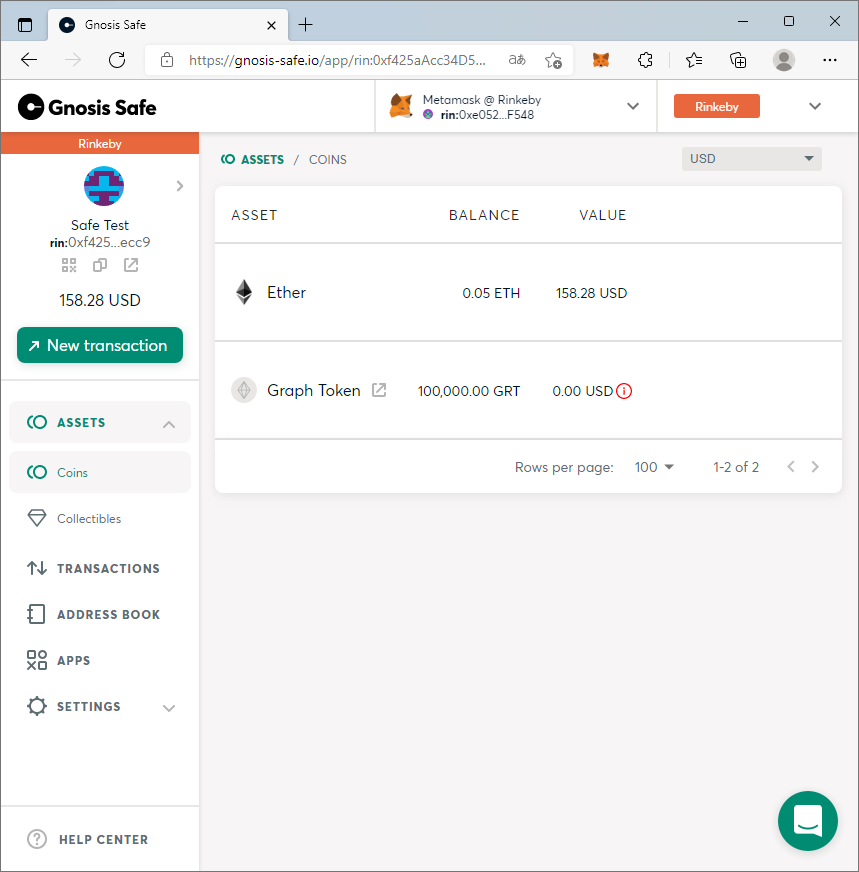 Gnosis Safe
https://gnosis-safe.io/app/rin:0xf425aAcc34D5...
aあ
Gnosis Safe
Metamask @ Rinkeby
rin:0xe052...F548
Rinkeby
Rinkeby
Safe Test
rin:0xf425...ecc9
158.28 USD
New transaction
ASSETS
Coins
Collectibles
TRANSACTIONS
ADDRESS BOOK
APPS
SETTINGS
HELP CENTER
ASSETS / COINS
USD
ASSET BALANCE VALUE
Ether 0.05 ETH 158.28 USD
Graph Token 100,000.00 GRT 0.00 USD
Rows per page: 100 1-2 of 2